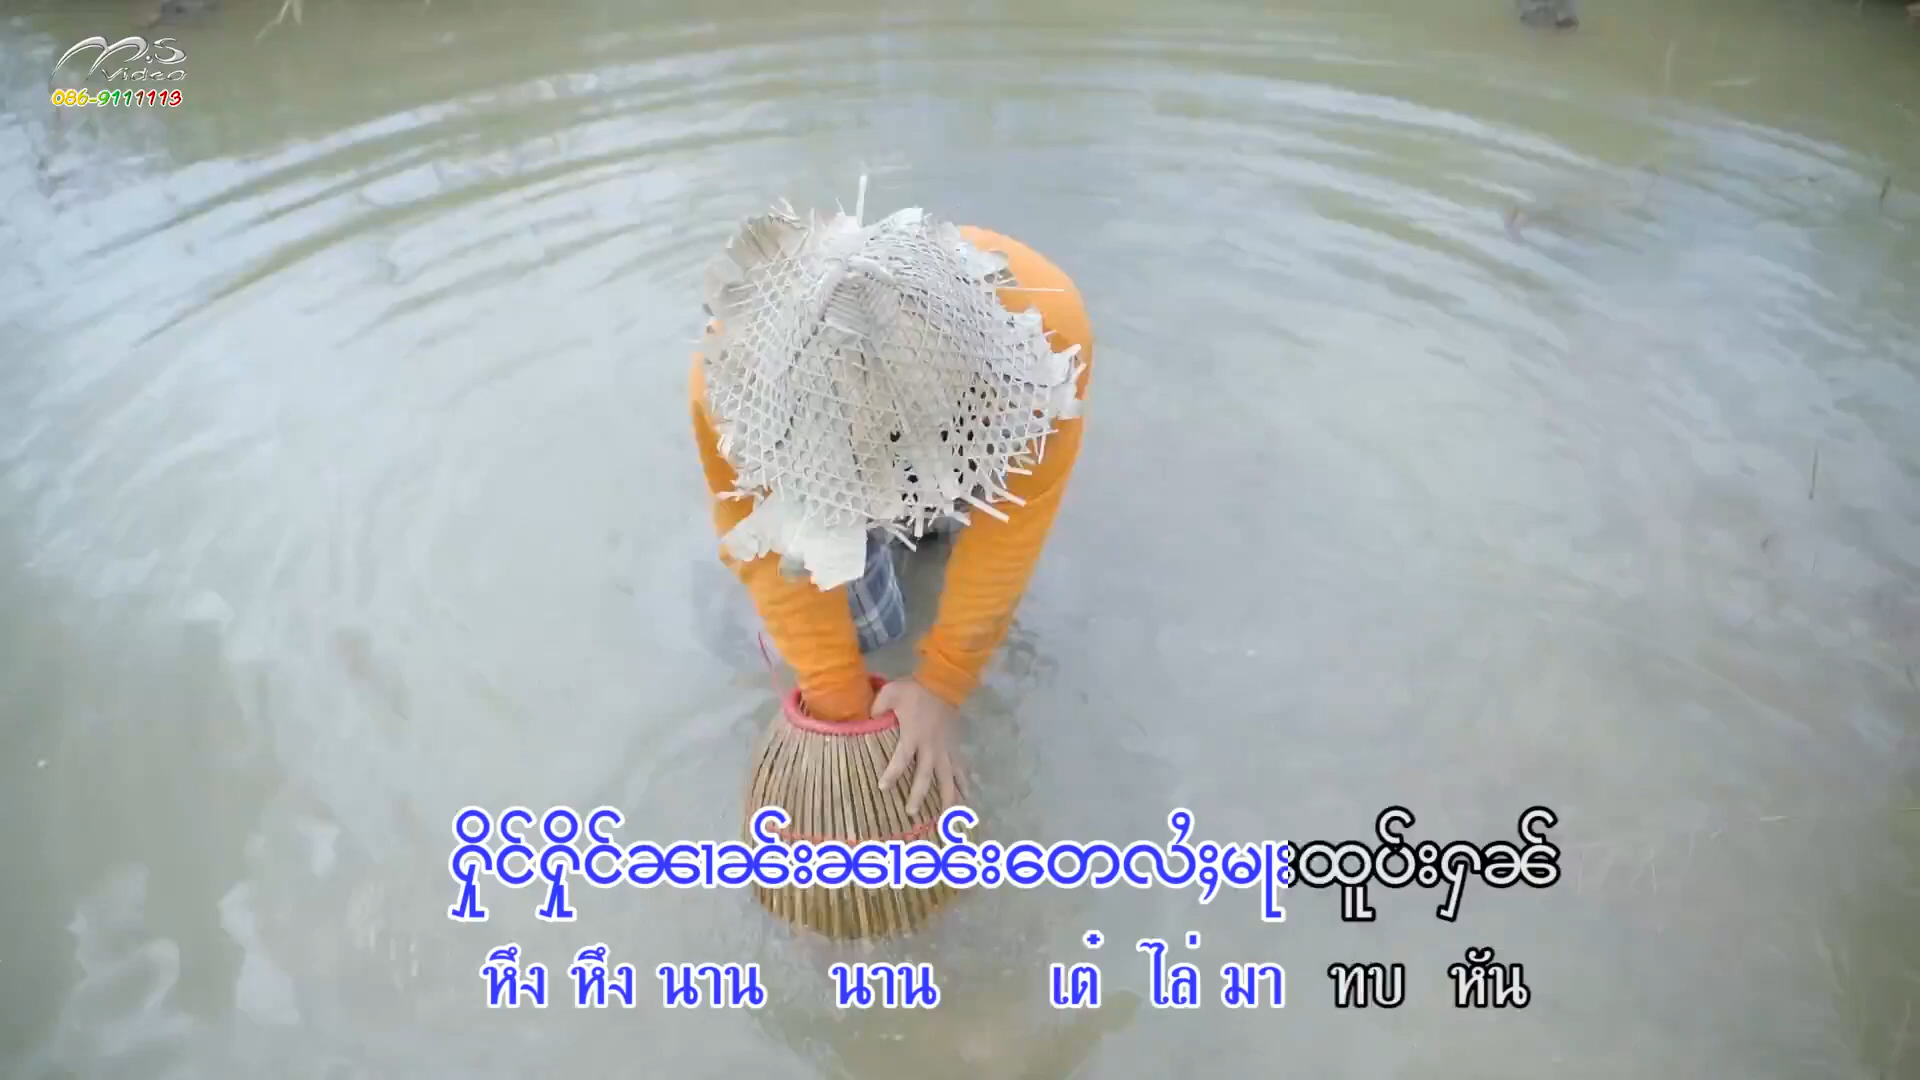 M.S
Video
086-9111113
ႁိုင်ႁိုင်ၼၢၼ်းၼၢၼ်းတေလႆႈမႃးထူပ်းႁၼ်
หึง หึง นาน นาน เต๋ ไล่ มา ทบ หัน